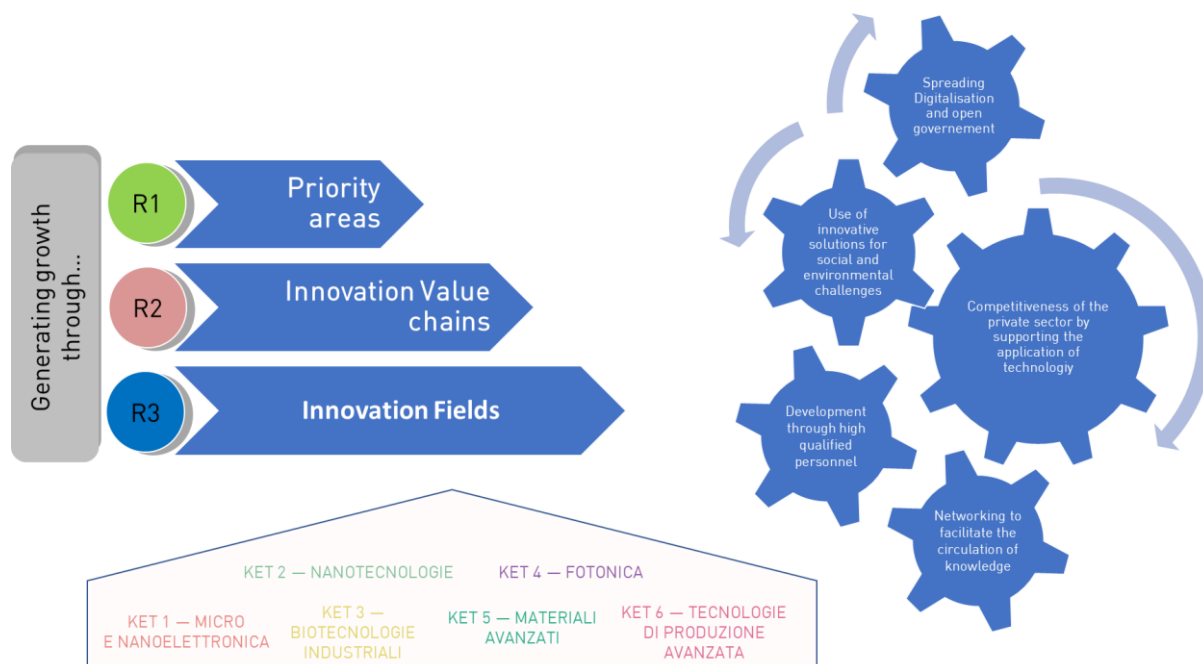 Generating growth
through...
R1
Priority
areas
R2
Innovation Value
chains
R3
Innovation Fields
KET 2 — NANOTECNOLOGIE
KET 4 — FOTONICA
KET 1 — MICRO
E NANOELETTRONICA
KET 3 —
BIOTECNOLOGIE
INDUSTRIALI
KET 5 — MATERIALI
AVANZATI
KET 6 — TECNOLOGIE
DI PRODUZIONE
AVANZATA
Spreading
Digitalisation
and open
governement
Use of
innovative
solutions for
social and
environmental
challenges
Competitiveness of the
private sector by
supporting the
application of
technologiy
Development
through high
qualified
personnel
Networking to
facilitate the
circulation of
knowledge